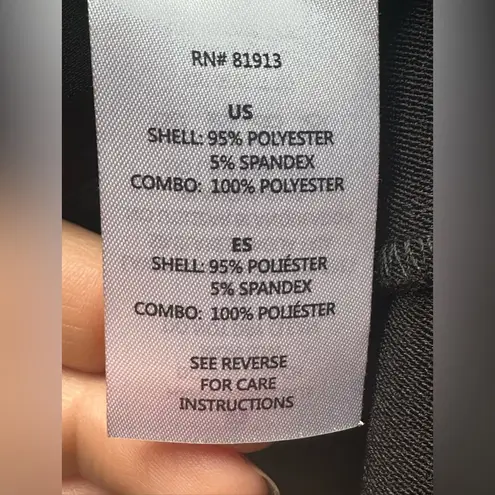 RN# 81913
US
SHELL: 95% POLYESTER
5% SPANDEX
COMBO: 100% POLYESTER
ES
SHELL: 95% POLIÉSTER
5% SPANDEX
COMBO: 100% POLIÉSTER
SEE REVERSE
FOR CARE
INSTRUCTIONS